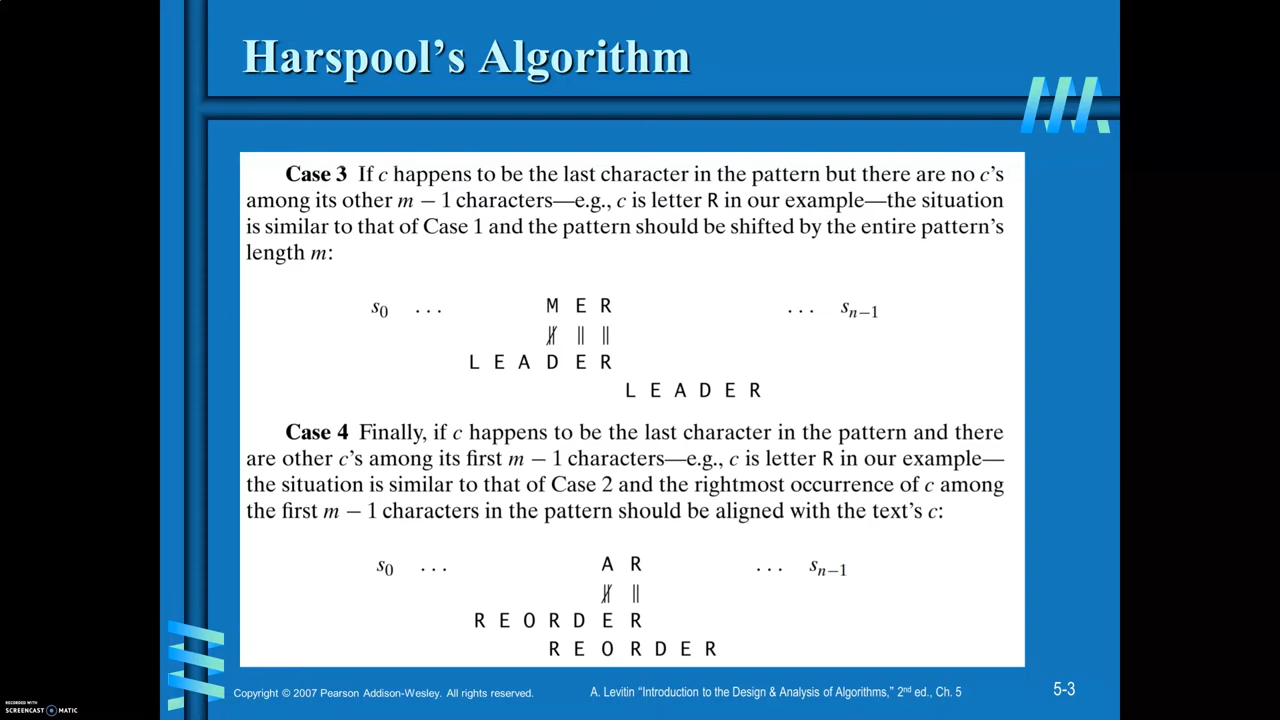 Harspool's Algorithm
Case 3 If c happens to be the last character in the pattern but there are no c's
among its other m − 1 characters—e.g., c is letter R in our example—the situation
is similar to that of Case 1 and the pattern should be shifted by the entire pattern's
length m:
s0 ... M E R ... sn−1
∦ ‖ ‖
L E A D E R
L E A D E R
Case 4 Finally, if c happens to be the last character in the pattern and there
are other c's among its first m − 1 characters—e.g., c is letter R in our example—
the situation is similar to that of Case 2 and the rightmost occurrence of c among
the first m − 1 characters in the pattern should be aligned with the text's c:
s0 ... A R ... sn−1
∦ ‖
R E O R D E R
R E O R D E R
Copyright © 2007 Pearson Addison-Wesley. All rights reserved. A. Levitin "Introduction to the Design & Analysis of Algorithms," 2nd ed., Ch. 5 5-3
RECORDED WITH
SCREENCAST MATIC